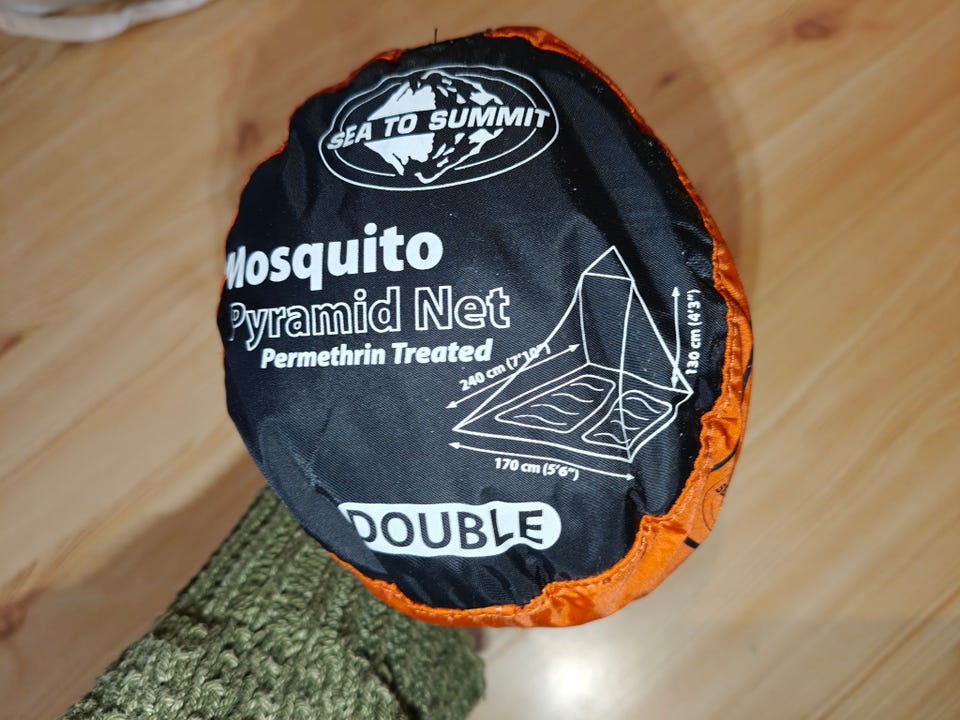 SEA TO SUMMIT
Mosquito
Pyramid Net
Permethrin Treated
240 cm (7'10")
130 cm (4'3")
170 cm (5'6")
DOUBLE